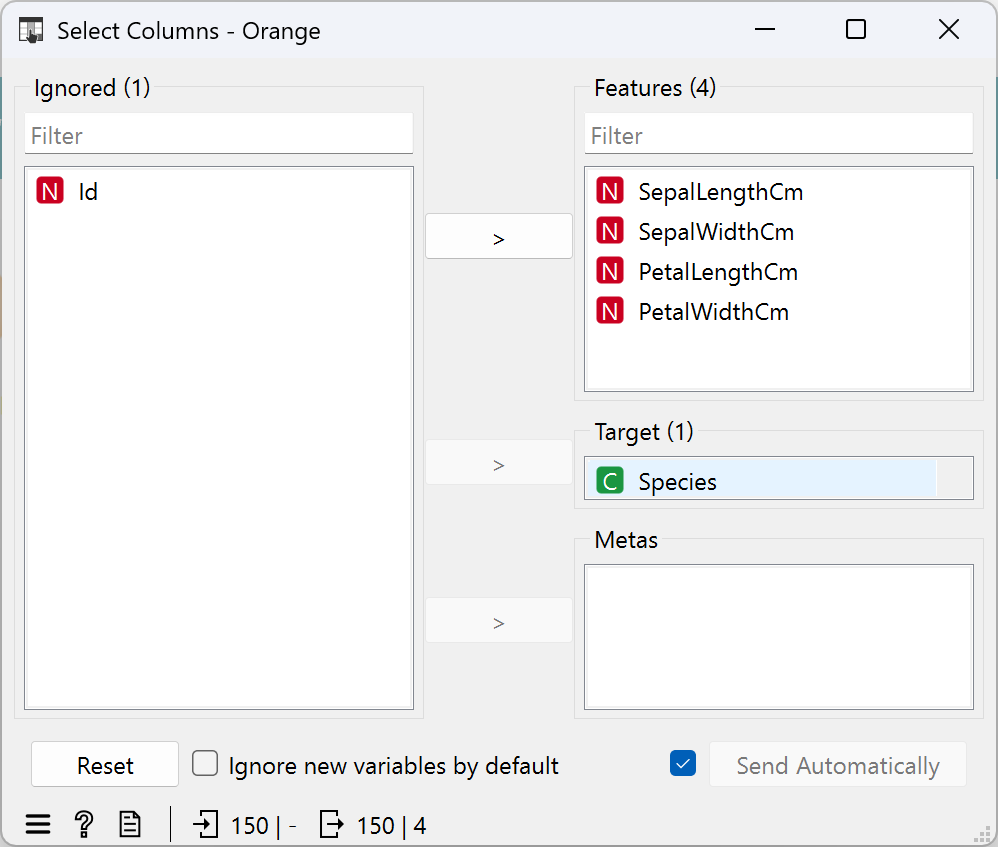 Select Columns - Orange
Ignored (1)
Filter
N Id
>
>
>
Features (4)
Filter
N SepalLengthCm
N SepalWidthCm
N PetalLengthCm
N PetalWidthCm
Target (1)
C Species
Metas
Reset
Ignore new variables by default
Send Automatically
? 150 | - 150 | 4